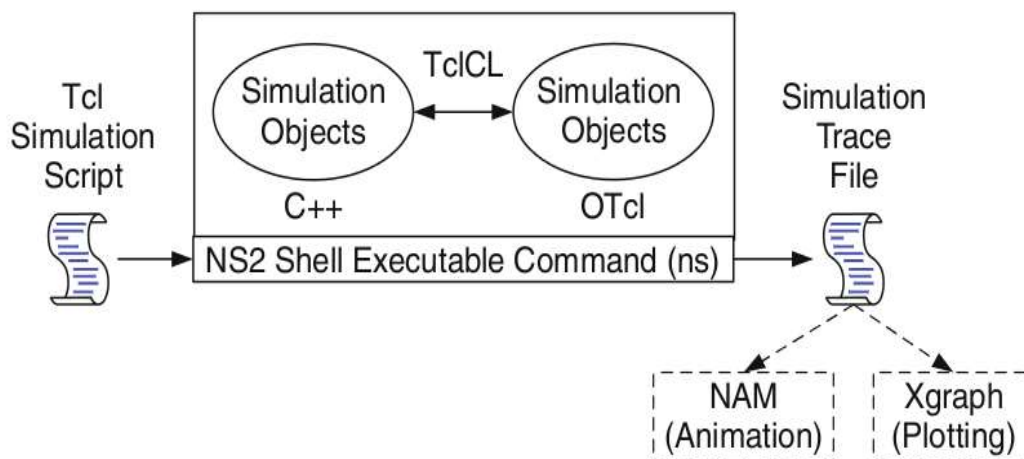 Tcl
Simulation
Script
TclCL
Simulation
Objects
Simulation
Objects
C++
OTcl
NS2 Shell Executable Command (ns)
Simulation
Trace
File
NAM
(Animation)
Xgraph
(Plotting)